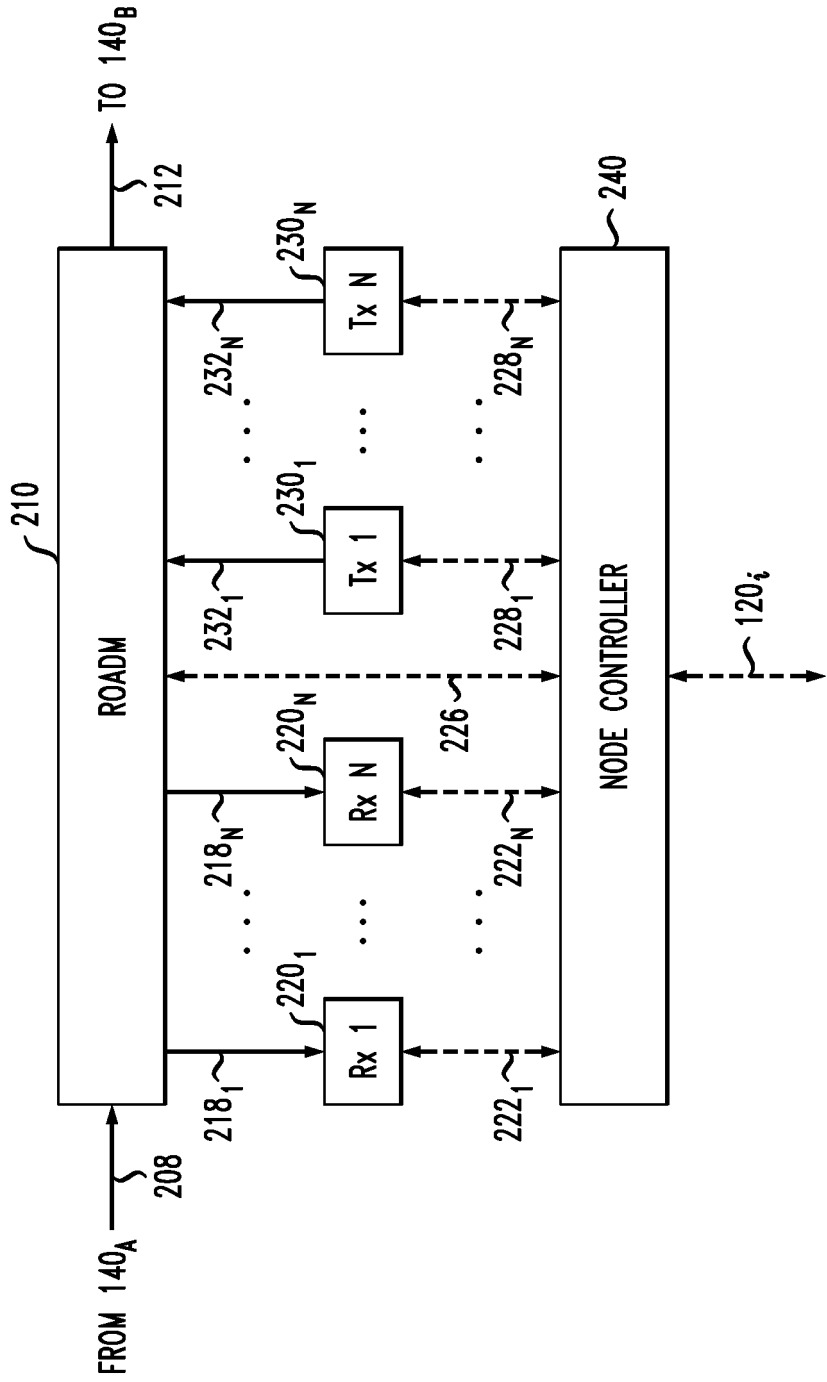 210
FROM 140A
208
ROADM
212
TO 140B
2181
218N
2321
232N
2201
Rx 1
220N
Rx N
2301
Tx 1
230N
Tx N
. . .
. . .
. . .
. . .
. . .
. . .
2221
222N
226
2281
228N
240
NODE CONTROLLER
120i